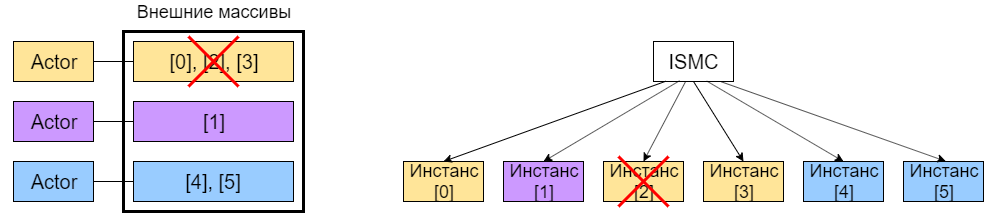 Внешние массивы
Actor
[0], [2], [3]
Actor
[1]
Actor
[4], [5]
ISMC
Инстанс
[0]
Инстанс
[1]
Инстанс
[2]
Инстанс
[3]
Инстанс
[4]
Инстанс
[5]